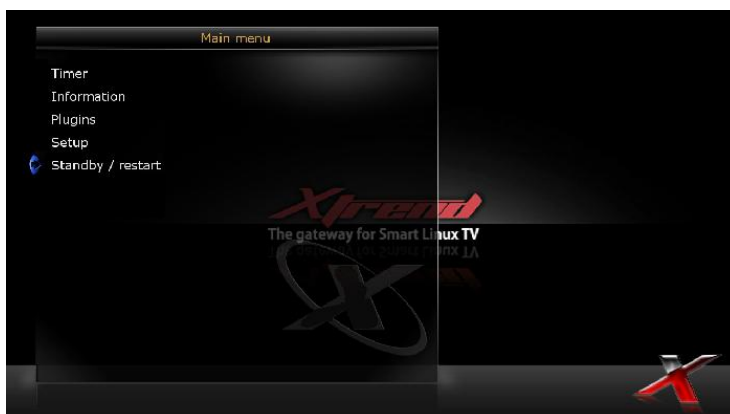 Main menu
Timer
Information
Plugins
Setup
Standby / restart
Xtrend
The gateway for Smart Linux TV